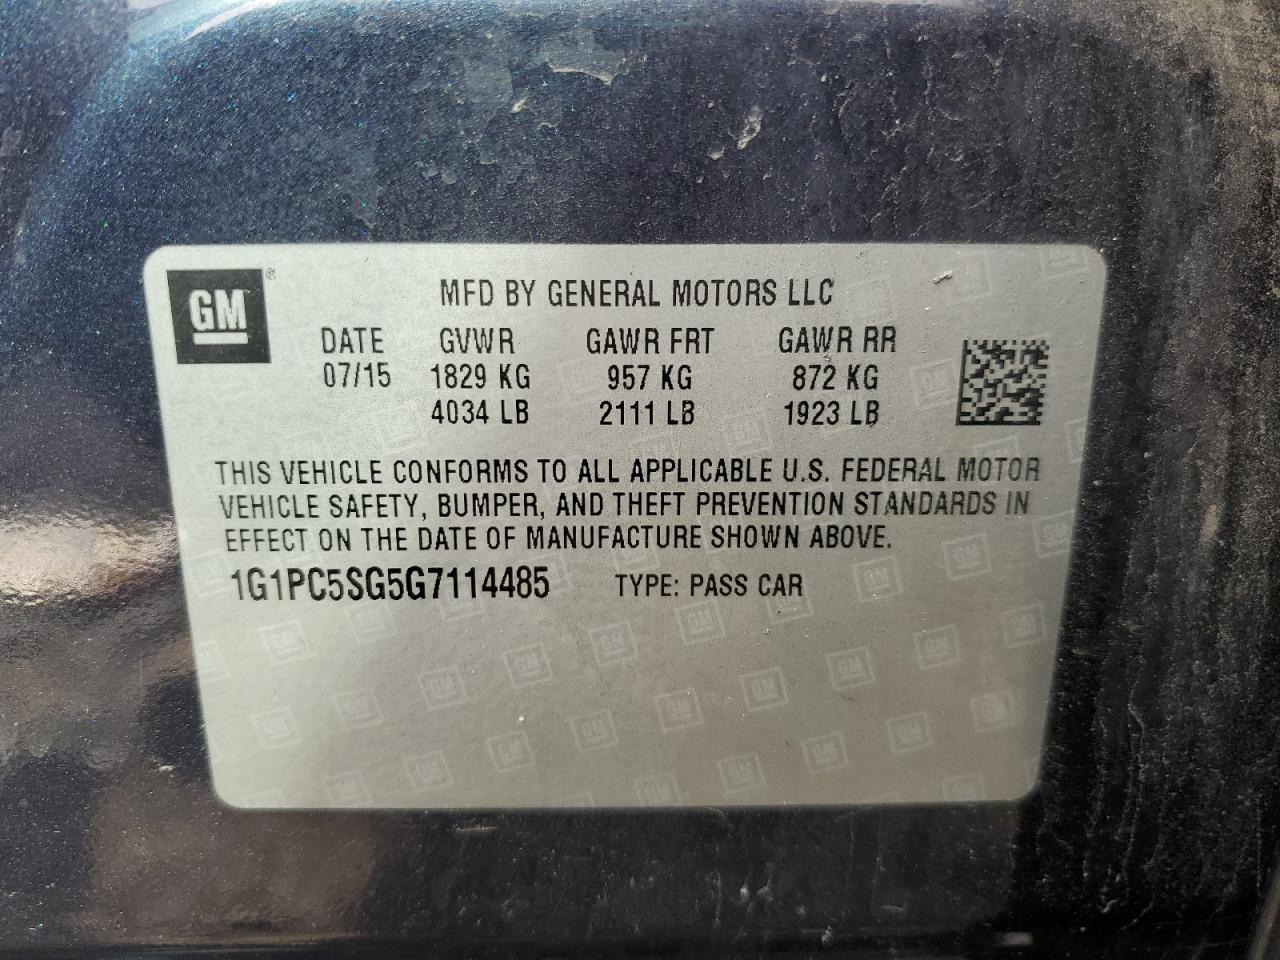 GM ®
MFD BY GENERAL MOTORS LLC
DATE GVWR GAWR FRT GAWR RR
07/15 1829 KG 957 KG 872 KG
4034 LB 2111 LB 1923 LB
THIS VEHICLE CONFORMS TO ALL APPLICABLE U.S. FEDERAL MOTOR
VEHICLE SAFETY, BUMPER, AND THEFT PREVENTION STANDARDS IN
EFFECT ON THE DATE OF MANUFACTURE SHOWN ABOVE.
1G1PC5SG5G7114485 TYPE: PASS CAR